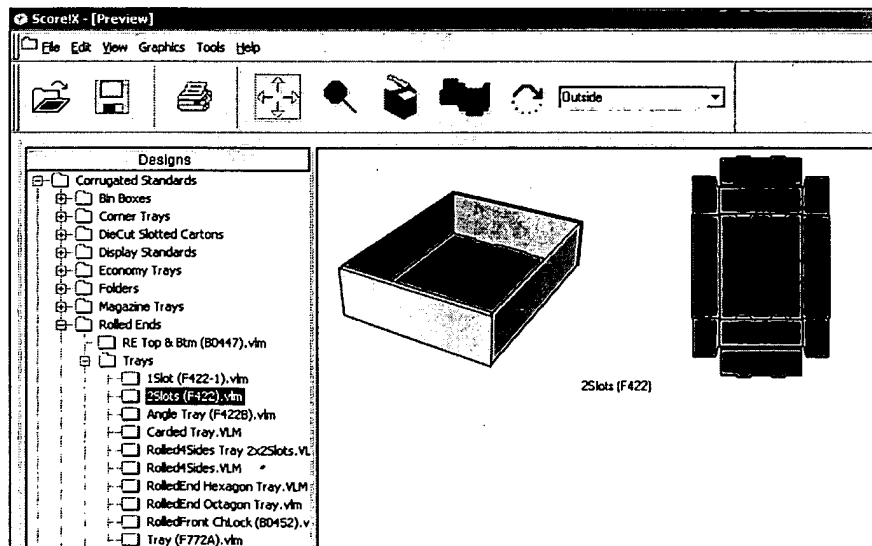 Score!X - [Preview]
File Edit View Graphics Tools Help
Outside
Designs
Corrugated Standards
Bin Boxes
Corner Trays
DieCut Slotted Cartons
Display Standards
Economy Trays
Folders
Magazine Trays
Rolled Ends
RE Top & Btm (B0447).vlm
Trays
1Slot (F422-1).vlm
2Slots (F422).vlm
Angle Tray (F422B).vlm
Carded Tray.VLM
Rolled4Sides Tray 2x2Slots.VL
Rolled4Sides.VLM
RolledEnd Hexagon Tray.VLM
RolledEnd Octagon Tray.vlm
RolledFront ChLock (B0452).v
Tray (F772A).vlm
2Slots (F422)